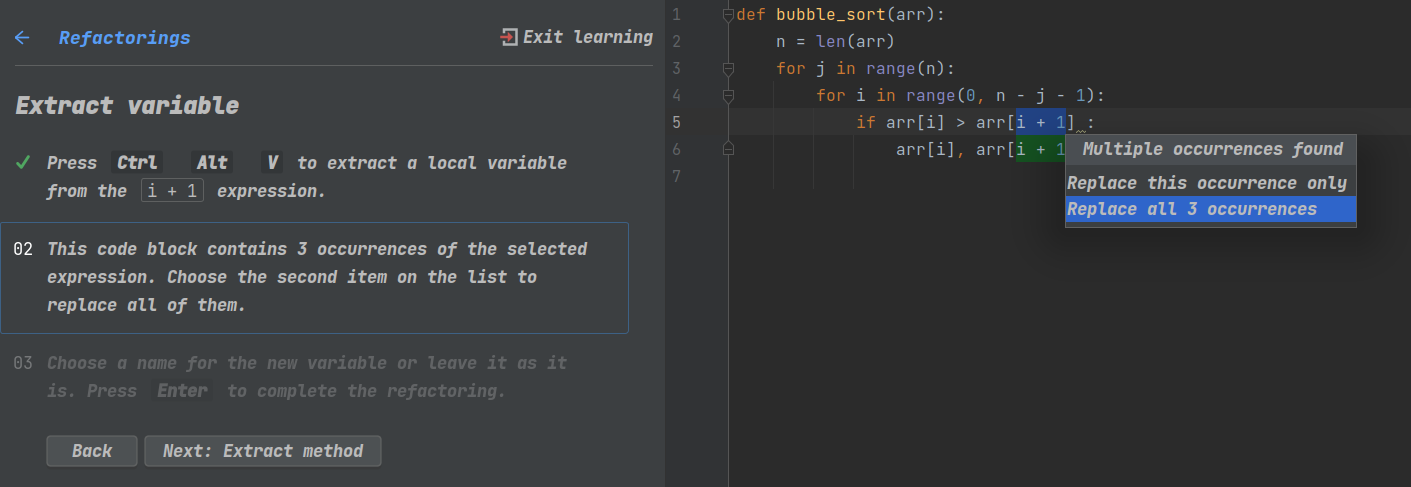 Refactorings
Exit learning
Extract variable
Press Ctrl Alt V to extract a local variable
from the i + 1 expression.
02 This code block contains 3 occurrences of the selected
expression. Choose the second item on the list to
replace all of them.
03 Choose a name for the new variable or leave it as it
is. Press Enter to complete the refactoring.
Back
Next: Extract method
1 def bubble_sort(arr):
2 n = len(arr)
3 for j in range(n):
4 for i in range(0, n - j - 1):
5 if arr[i] > arr[i + 1] :
6 arr[i], arr[i + 1
7
Multiple occurrences found
Replace this occurrence only
Replace all 3 occurrences